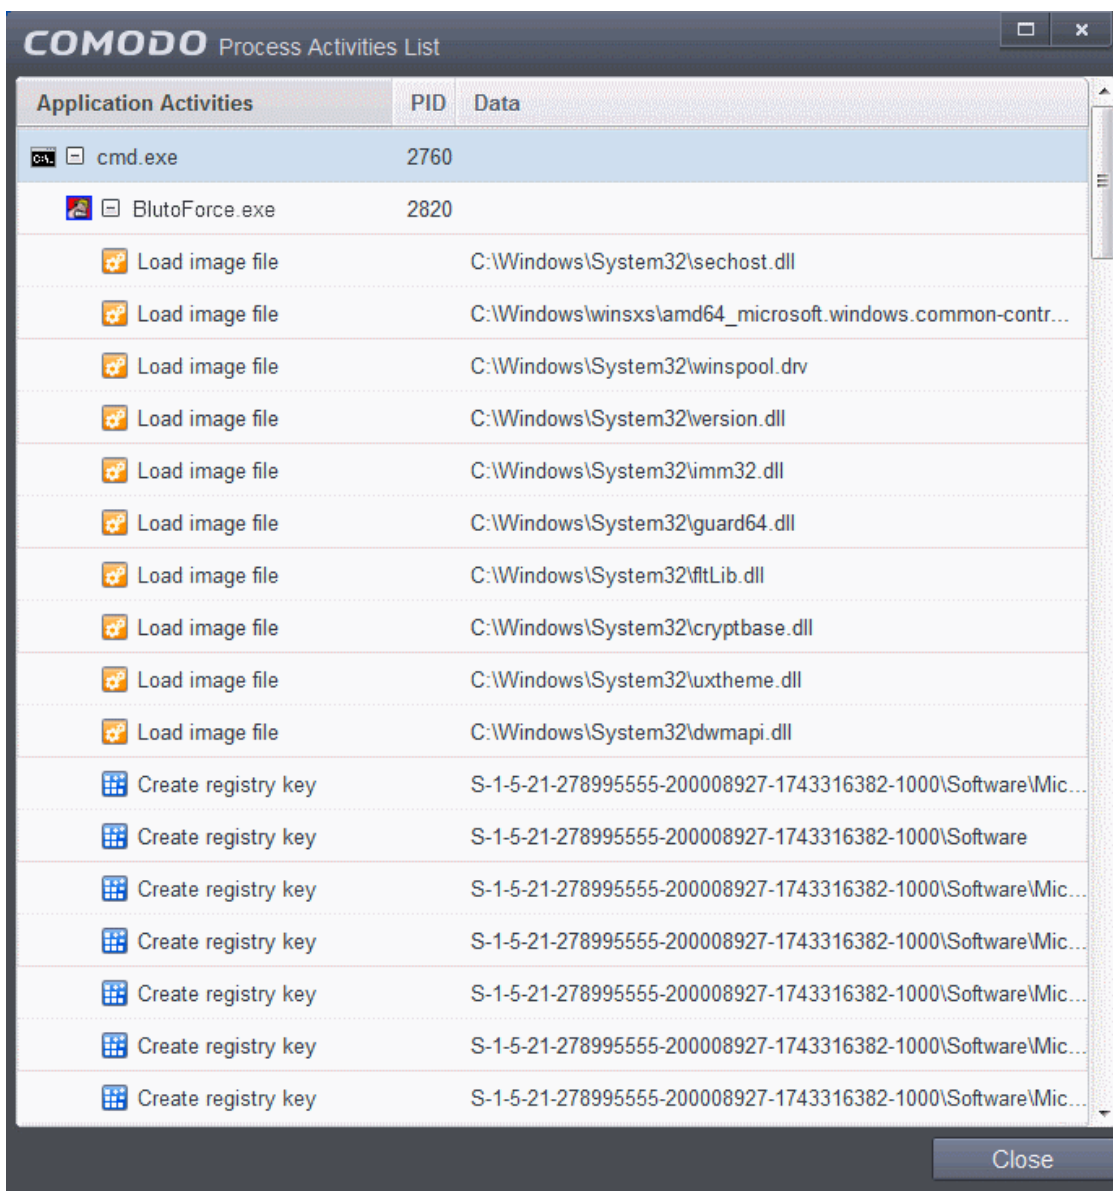 COMODO Process Activities List
Application Activities PID Data
cmd.exe 2760
BlutoForce.exe 2820
Load image file C:\Windows\System32\sechost.dll
Load image file C:\Windows\winsxs\amd64_microsoft.windows.common-contr...
Load image file C:\Windows\System32\winspool.drv
Load image file C:\Windows\System32\version.dll
Load image file C:\Windows\System32\imm32.dll
Load image file C:\Windows\System32\guard64.dll
Load image file C:\Windows\System32\fltLib.dll
Load image file C:\Windows\System32\cryptbase.dll
Load image file C:\Windows\System32\uxtheme.dll
Load image file C:\Windows\System32\dwmapi.dll
Create registry key S-1-5-21-278995555-200008927-1743316382-1000\Software\Mic...
Create registry key S-1-5-21-278995555-200008927-1743316382-1000\Software
Create registry key S-1-5-21-278995555-200008927-1743316382-1000\Software\Mic...
Create registry key S-1-5-21-278995555-200008927-1743316382-1000\Software\Mic...
Create registry key S-1-5-21-278995555-200008927-1743316382-1000\Software\Mic...
Create registry key S-1-5-21-278995555-200008927-1743316382-1000\Software\Mic...
Create registry key S-1-5-21-278995555-200008927-1743316382-1000\Software\Mic...
Close